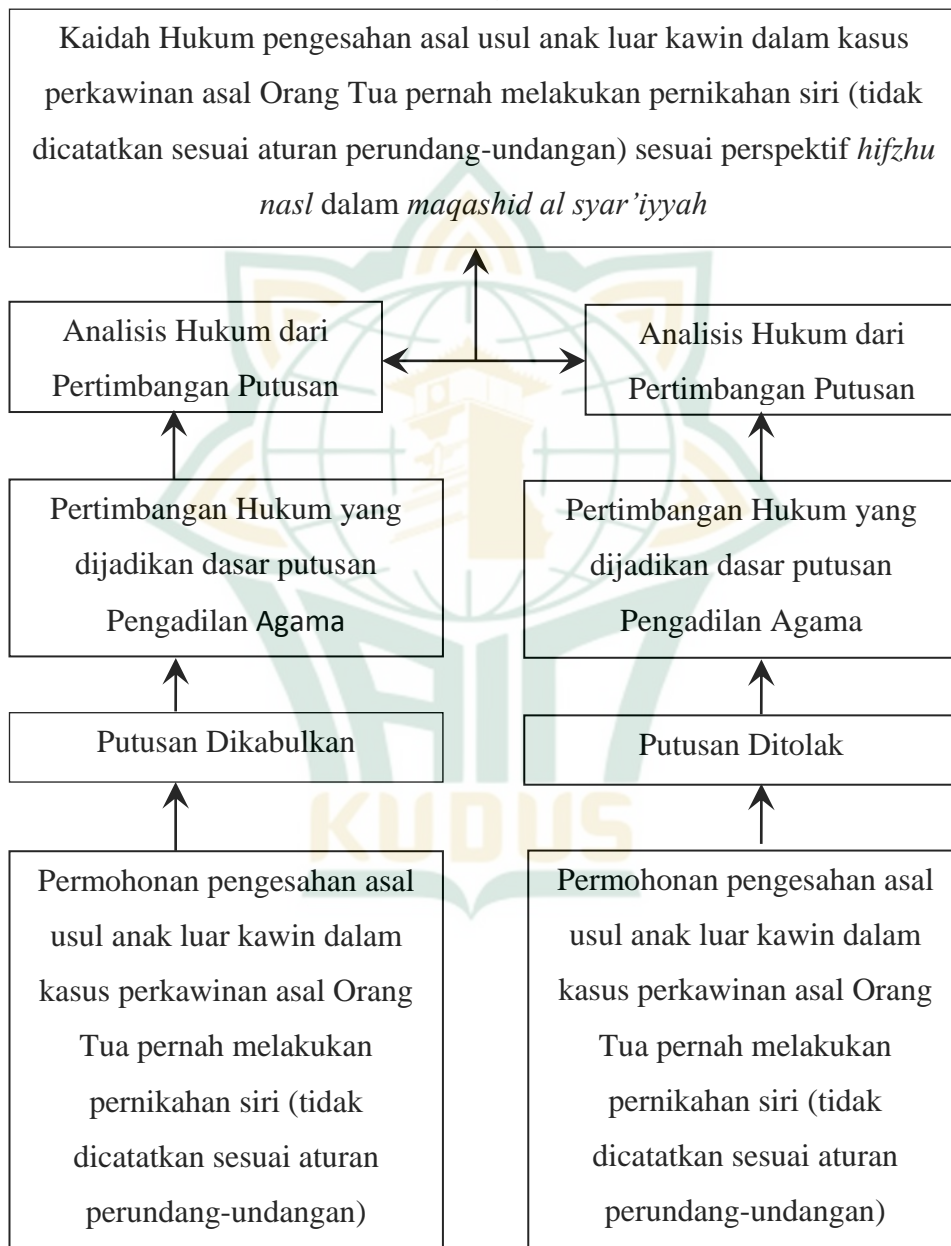 Kaidah Hukum pengesahan asal usul anak luar kawin dalam kasus
perkawinan asal Orang Tua pernah melakukan pernikahan siri (tidak
dicatatkan sesuai aturan perundang-undangan) sesuai perspektif hifzhu
nasl dalam maqashid al syar’iyyah
Analisis Hukum dari
Pertimbangan Putusan
Analisis Hukum dari
Pertimbangan Putusan
Pertimbangan Hukum yang
dijadikan dasar putusan
Pengadilan Agama
Pertimbangan Hukum yang
dijadikan dasar putusan
Pengadilan Agama
Putusan Dikabulkan
Putusan Ditolak
IAIN
KUDUS
Permohonan pengesahan asal
usul anak luar kawin dalam
kasus perkawinan asal Orang
Tua pernah melakukan
pernikahan siri (tidak
dicatatkan sesuai aturan
perundang-undangan)
Permohonan pengesahan asal
usul anak luar kawin dalam
kasus perkawinan asal Orang
Tua pernah melakukan
pernikahan siri (tidak
dicatatkan sesuai aturan
perundang-undangan)